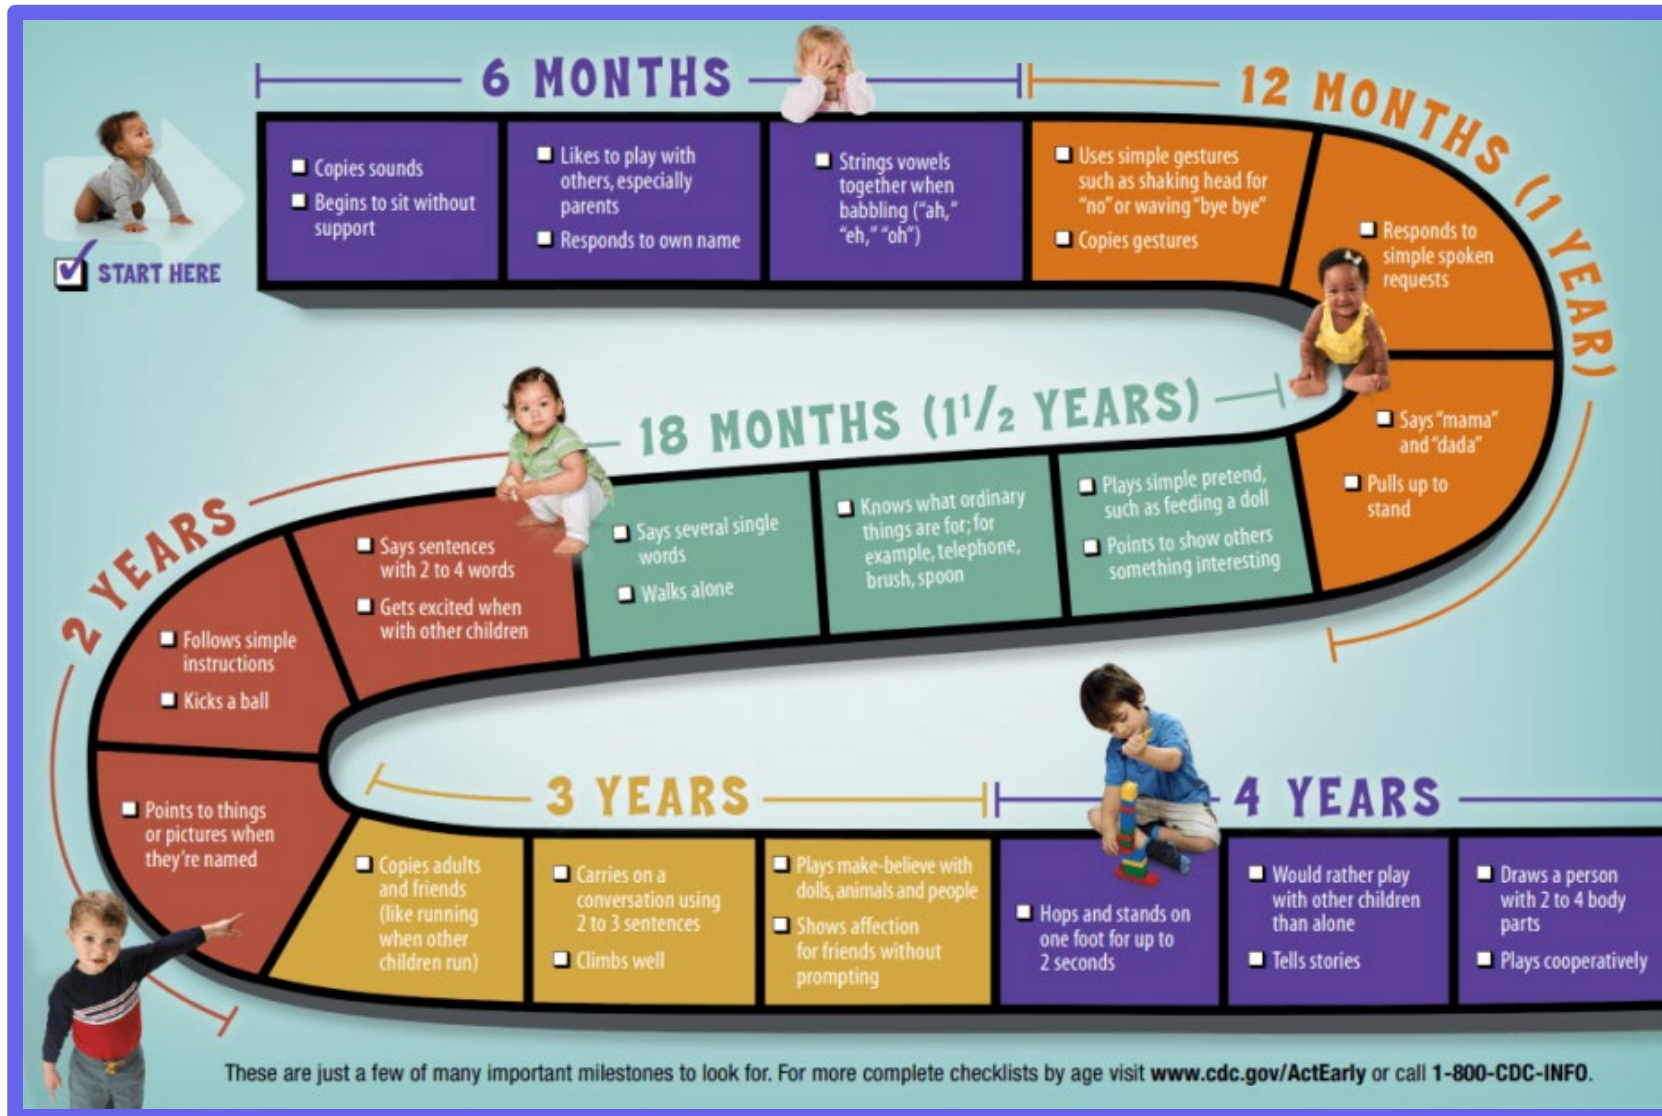 6 MONTHS
12 MONTHS (1 YEAR)
START HERE
Copies sounds
Begins to sit without
support
Likes to play with
others, especially
parents
Responds to own name
Strings vowels
together when
babbling ("ah,"
"eh," "oh")
Uses simple gestures
such as shaking head for
"no" or waving "bye bye"
Copies gestures
Responds to
simple spoken
requests
Says "mama"
and "dada"
Pulls up to
stand
18 MONTHS (1 1/2 YEARS)
Plays simple pretend,
such as feeding a doll
Points to show others
something interesting
Knows what ordinary
things are for; for
example, telephone,
brush, spoon
Says several single
words
Walks alone
2 YEARS
Says sentences
with 2 to 4 words
Gets excited when
with other children
Follows simple
instructions
Kicks a ball
Points to things
or pictures when
they're named
3 YEARS
Copies adults
and friends
(like running
when other
children run)
Carries on a
conversation using
2 to 3 sentences
Climbs well
Plays make-believe with
dolls, animals and people
Shows affection
for friends without
prompting
4 YEARS
Hops and stands on
one foot for up to
2 seconds
Would rather play
with other children
than alone
Tells stories
Draws a person
with 2 to 4 body
parts
Plays cooperatively
These are just a few of many important milestones to look for. For more complete checklists by age visit www.cdc.gov/ActEarly or call 1-800-CDC-INFO.